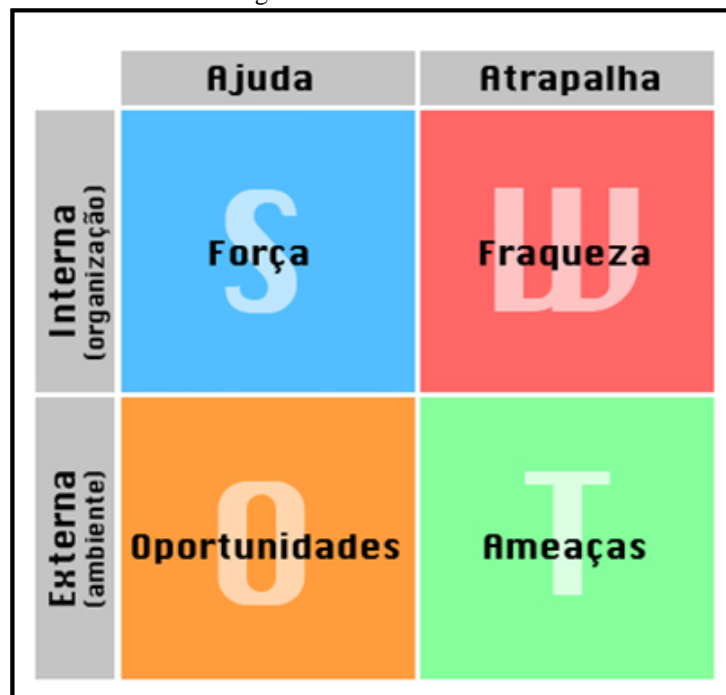 Ajuda
Atrapalha
Interna
(organização)
S
Força
W
Fraqueza
Externa
(ambiente)
O
Oportunidades
T
Ameaças